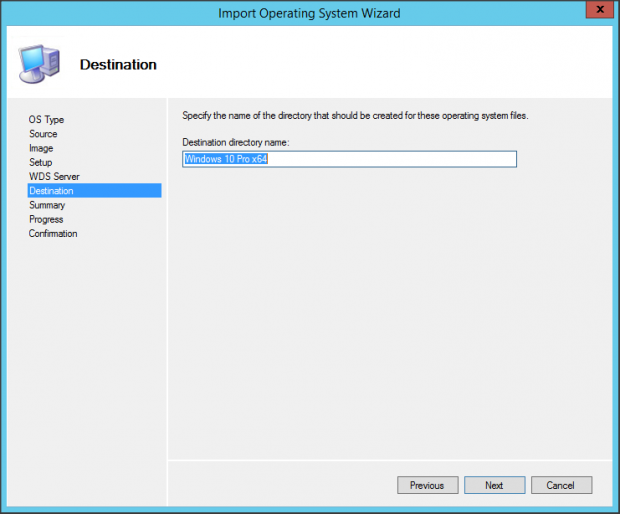 Import Operating System Wizard
x
Destination
OS Type
Source
Image
Setup
WDS Server
Destination
Summary
Progress
Confirmation
Specify the name of the directory that should be created for these operating system files.
Destination directory name:
Windows 10 Pro x64
Previous
Next
Cancel